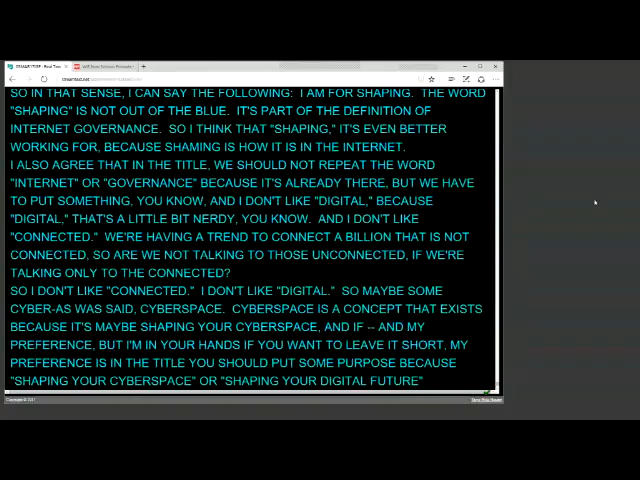 SO IN THAT SENSE, I CAN SAY THE FOLLOWING:  I AM FOR SHAPING.  THE WORD
"SHAPING" IS NOT OUT OF THE BLUE.  IT'S PART OF THE DEFINITION OF
INTERNET GOVERNANCE.  SO I THINK THAT "SHAPING," IT'S EVEN BETTER
WORKING FOR, BECAUSE SHAMING IS HOW IT IS IN THE INTERNET.
I ALSO AGREE THAT IN THE TITLE, WE SHOULD NOT REPEAT THE WORD
"INTERNET" OR "GOVERNANCE" BECAUSE IT'S ALREADY THERE, BUT WE HAVE
TO PUT SOMETHING, YOU KNOW, AND I DON'T LIKE "DIGITAL," BECAUSE
"DIGITAL," THAT'S A LITTLE BIT NERDY, YOU KNOW.  AND I DON'T LIKE
"CONNECTED."  WE'RE HAVING A TREND TO CONNECT A BILLION THAT IS NOT
CONNECTED, SO ARE WE NOT TALKING TO THOSE UNCONNECTED, IF WE'RE
TALKING ONLY TO THE CONNECTED?
SO I DON'T LIKE "CONNECTED."  I DON'T LIKE "DIGITAL."  SO MAYBE SOME
CYBER-AS WAS SAID, CYBERSPACE.  CYBERSPACE IS A CONCEPT THAT EXISTS
BECAUSE IT'S MAYBE SHAPING YOUR CYBERSPACE, AND IF -- AND MY
PREFERENCE, BUT I'M IN YOUR HANDS IF YOU WANT TO LEAVE IT SHORT, MY
PREFERENCE IS IN THE TITLE YOU SHOULD PUT SOME PURPOSE BECAUSE
"SHAPING YOUR CYBERSPACE" OR "SHAPING YOUR DIGITAL FUTURE"